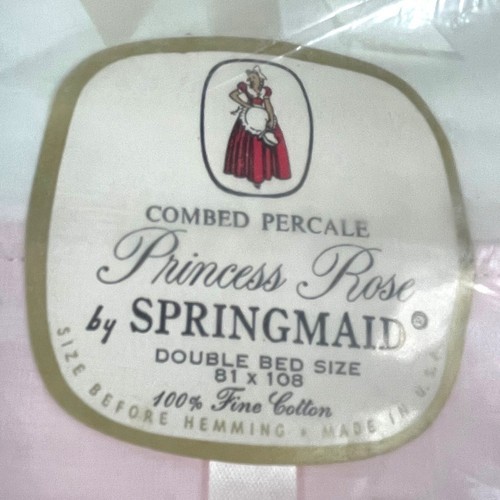 COMBED PERCALE
Princess Rose
by SPRINGMAID®
DOUBLE BED SIZE
81 x 108
100% Fine Cotton
SIZE BEFORE HEMMING • MADE IN U.S.A.